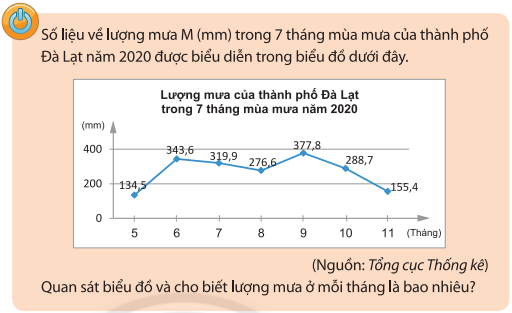 Số liệu về lượng mưa M (mm) trong 7 tháng mùa mưa của thành phố
Đà Lạt năm 2020 được biểu diễn trong biểu đồ dưới đây.
Lượng mưa của thành phố Đà Lạt
trong 7 tháng mùa mưa năm 2020
(mm)
400
200
0
134,5
343,6
319,9
276,6
377,8
288,7
155,4
5 6 7 8 9 10 11 (Tháng)
(Nguồn: Tổng cục Thống kê)
Quan sát biểu đồ và cho biết lượng mưa ở mỗi tháng là bao nhiêu?